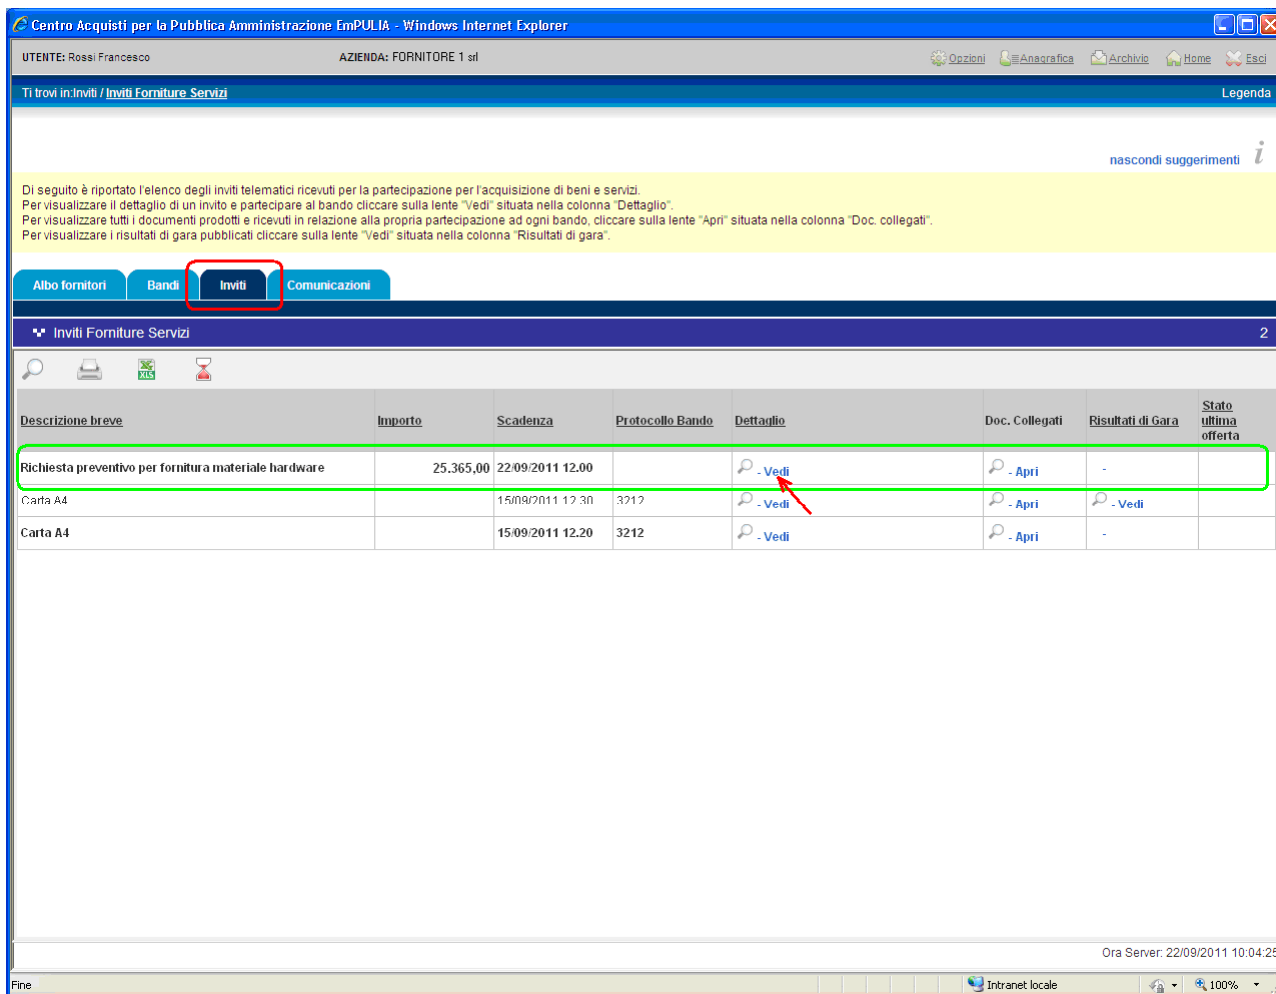 Centro Acquisti per la Pubblica Amministrazione EmPULIA - Windows Internet Explorer
UTENTE: Rossi Francesco AZIENDA: FORNITORE 1 srl Opzioni Anagrafica Archivio Home Esci
Ti trovi in:Inviti / Inviti Forniture Servizi Legenda
nascondi suggerimenti i
Di seguito è riportato l'elenco degli inviti telematici ricevuti per la partecipazione per l'acquisizione di beni e servizi.
Per visualizzare il dettaglio di un invito e partecipare al bando cliccare sulla lente "Vedi" situata nella colonna "Dettaglio".
Per visualizzare tutti i documenti prodotti e ricevuti in relazione alla propria partecipazione ad ogni bando, cliccare sulla lente "Apri" situata nella colonna "Doc. collegati".
Per visualizzare i risultati di gara pubblicati cliccare sulla lente "Vedi" situata nella colonna "Risultati di gara".
Albo fornitori Bandi Inviti Comunicazioni
Inviti Forniture Servizi 2
XLS
Descrizione breve Importo Scadenza Protocollo Bando Dettaglio Doc. Collegati Risultati di Gara Stato ultima offerta
Richiesta preventivo per fornitura materiale hardware 25.365,00 22/09/2011 12.00 - Vedi - Apri -
Carta A4 15/09/2011 12.30 3212 - Vedi - Apri - Vedi
Carta A4 15/09/2011 12.20 3212 - Vedi - Apri -
Ora Server: 22/09/2011 10:04:25
Fine Intranet locale 100%